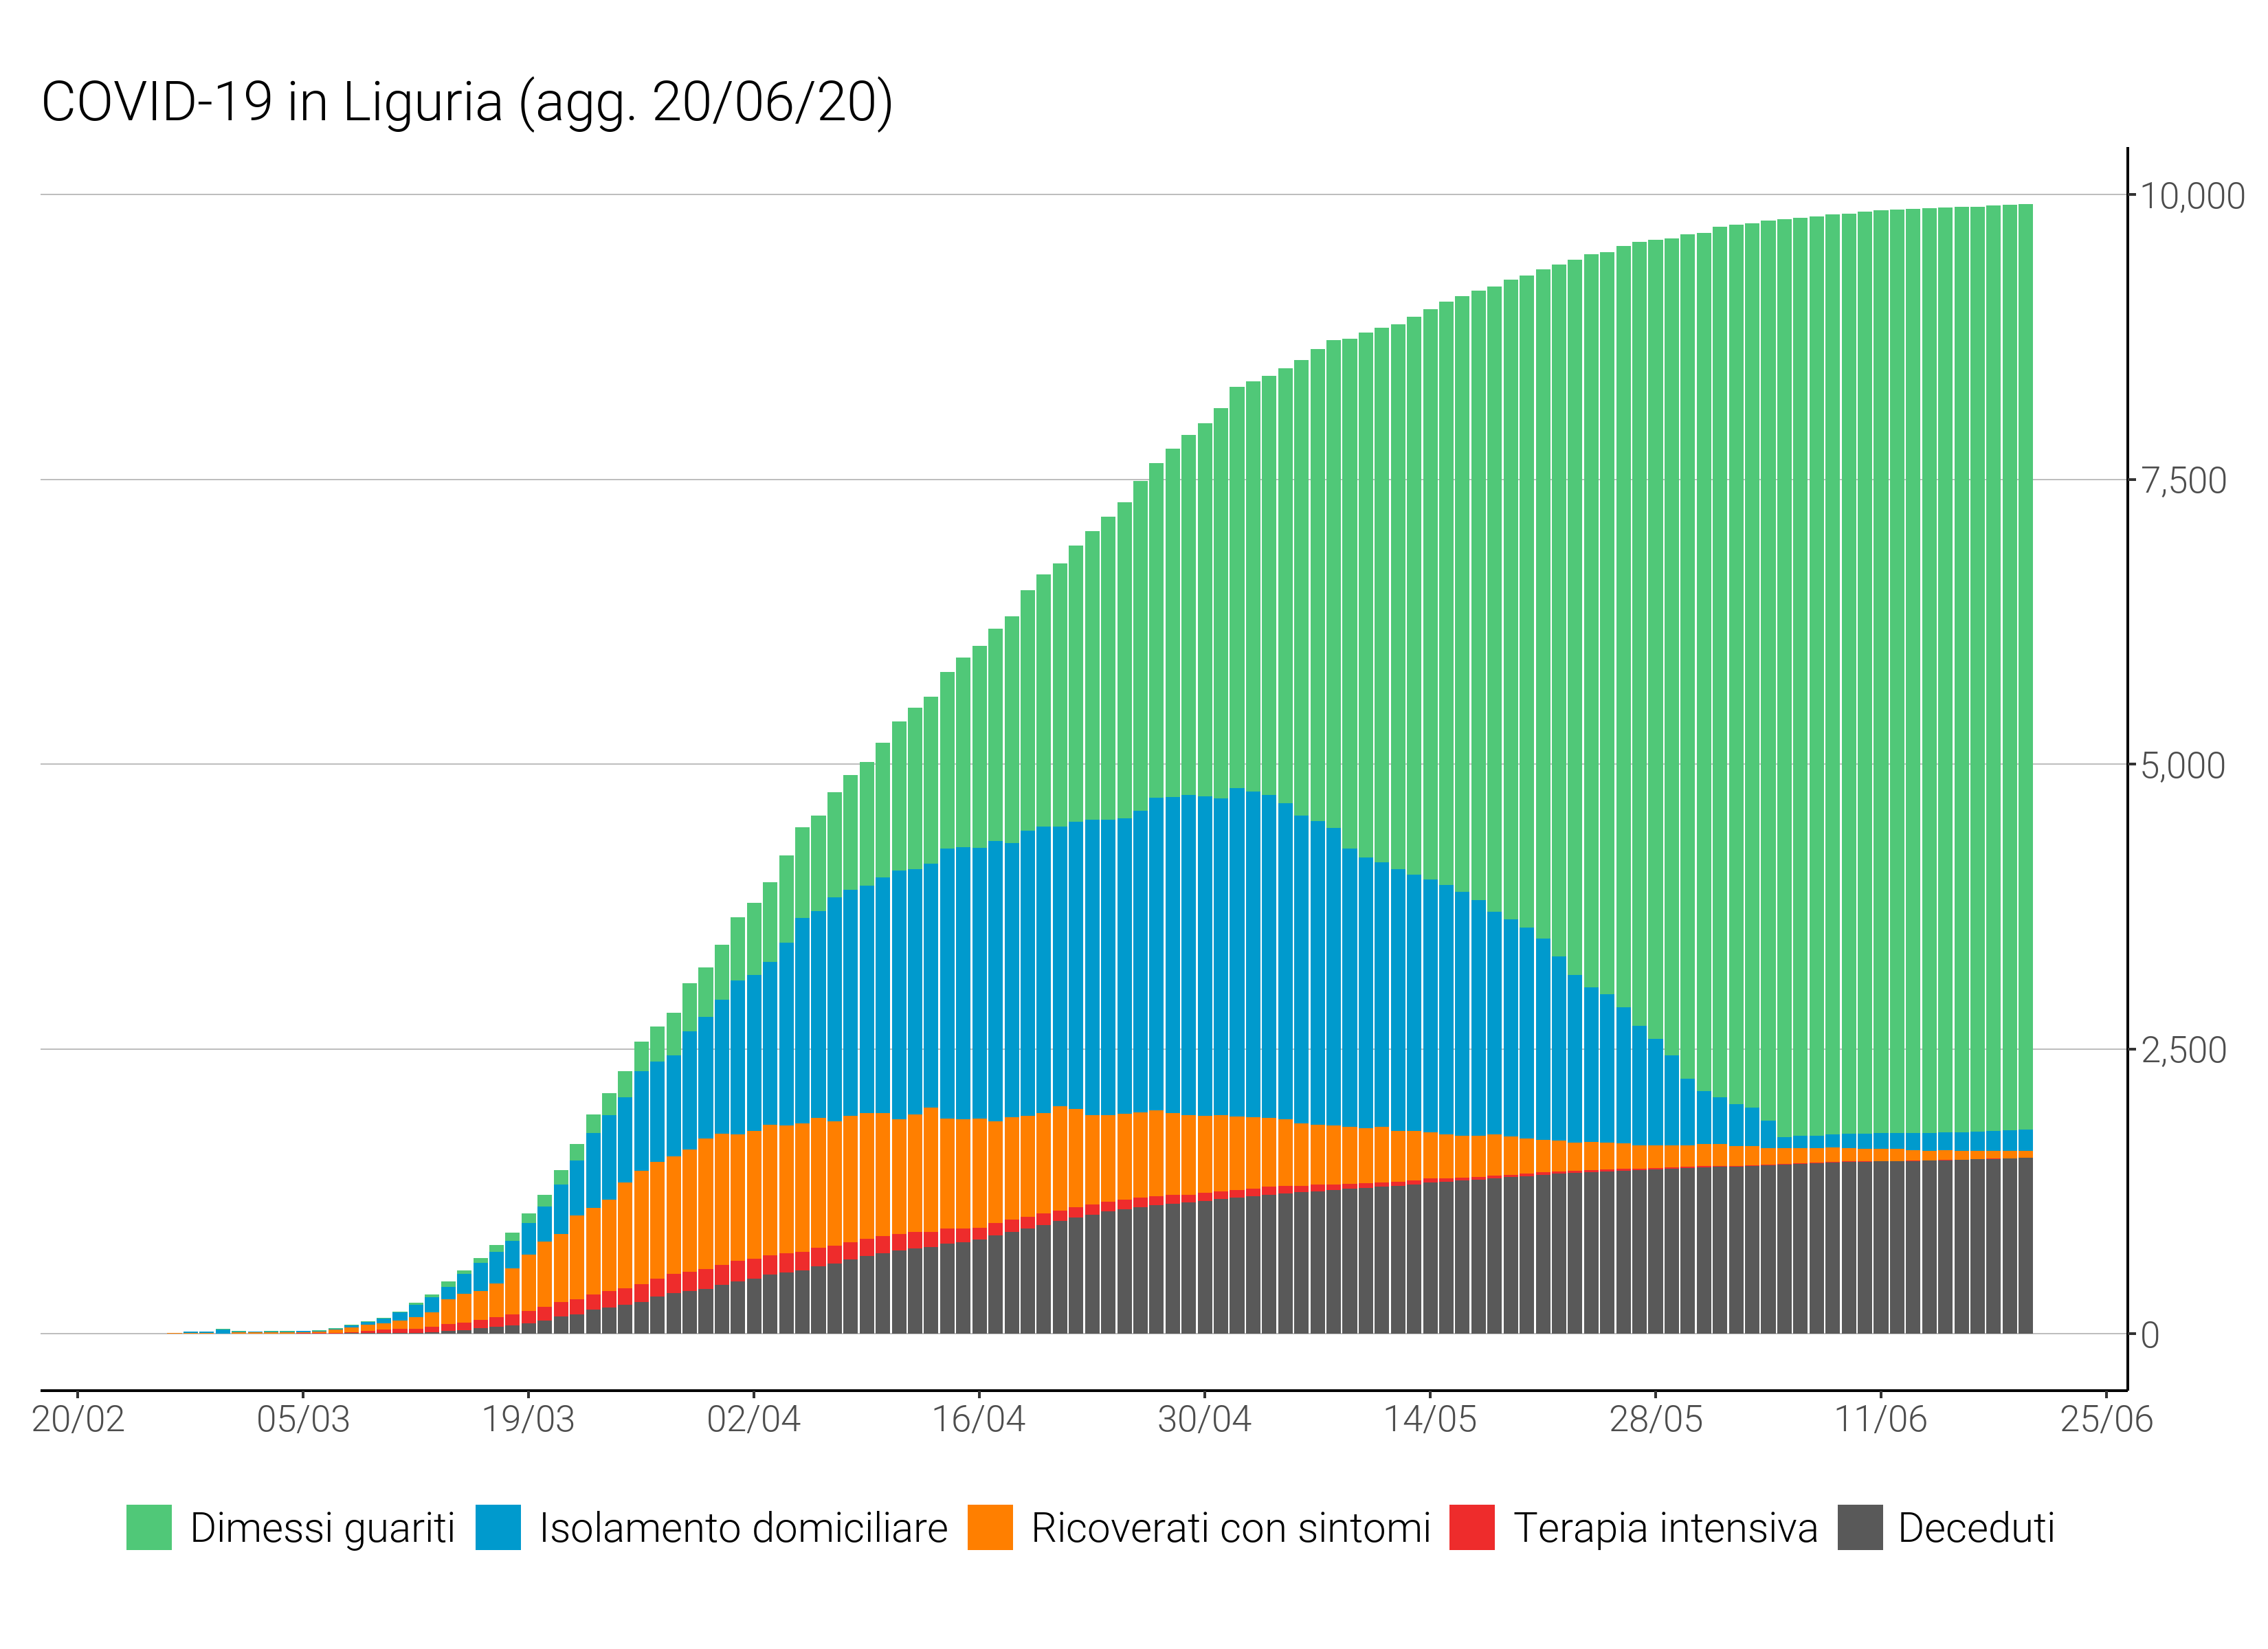 COVID-19 in Liguria (agg. 20/06/20)
10,000
7,500
5,000
2,500
0
20/02 05/03 19/03 02/04 16/04 30/04 14/05 28/05 11/06 25/06
Dimessi guariti Isolamento domiciliare Ricoverati con sintomi Terapia intensiva Deceduti